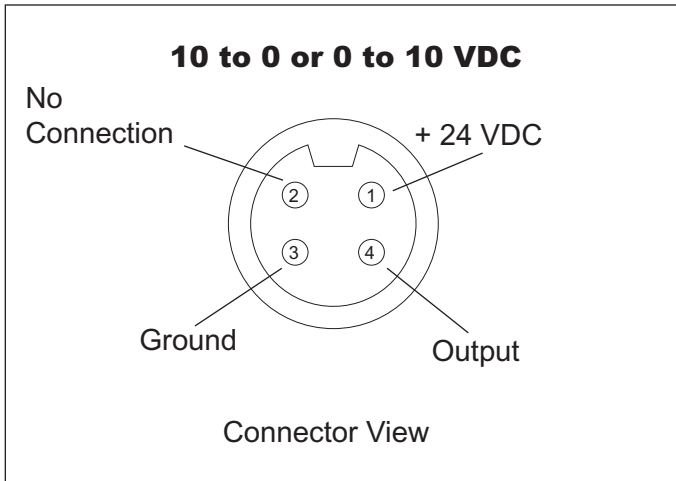 10 to 0 or 0 to 10 VDC
No
Connection
+ 24 VDC
2
1
3
4
Ground
Output
Connector View